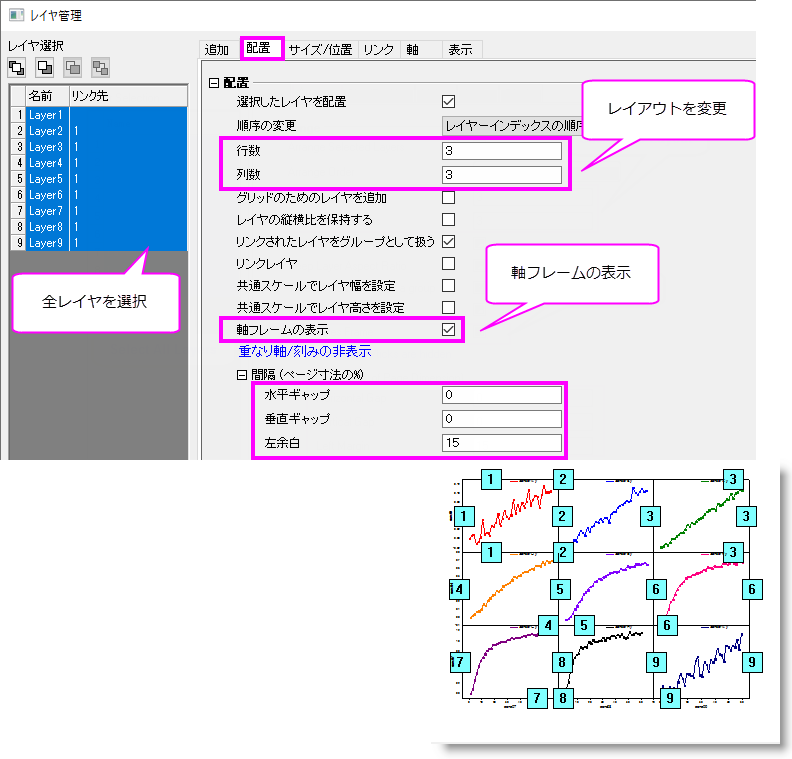 レイヤ管理
レイヤ選択
追加 配置 サイズ/位置 リンク 軸 表示
名前 リンク先
1 Layer1
2 Layer2 1
3 Layer3 1
4 Layer4 1
5 Layer5 1
6 Layer6 1
7 Layer7 1
8 Layer8 1
9 Layer9 1
全レイヤを選択
配置
選択したレイヤを配置
順序の変更 レイヤーインデックスの順序
行数 3
列数 3
グリッドのためのレイヤを追加
レイヤの縦横比を保持する
リンクされたレイヤをグループとして扱う
リンクレイヤ
共通スケールでレイヤ幅を設定
共通スケールでレイヤ高さを設定
軸フレームの表示
重なり軸/刻みの非表示
間隔 (ページ寸法の%)
水平ギャップ 0
垂直ギャップ 0
左余白 15
レイアウトを変更
軸フレームの表示
1 2 3
1 2 3 3
1 2 3
14 5 6 6
4 5 6
17 8 9 9
7 8 9